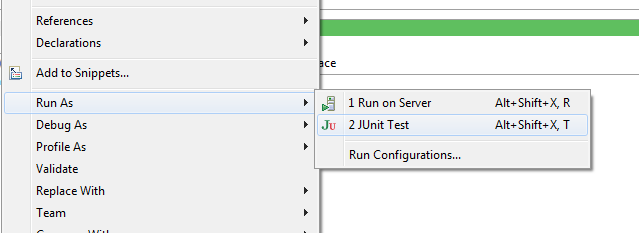 References
Declarations
ace
Add to Snippets...
Run As
1 Run on Server Alt+Shift+X, R
Debug As
JU 2 JUnit Test Alt+Shift+X, T
Profile As
Run Configurations...
Validate
Replace With
Team